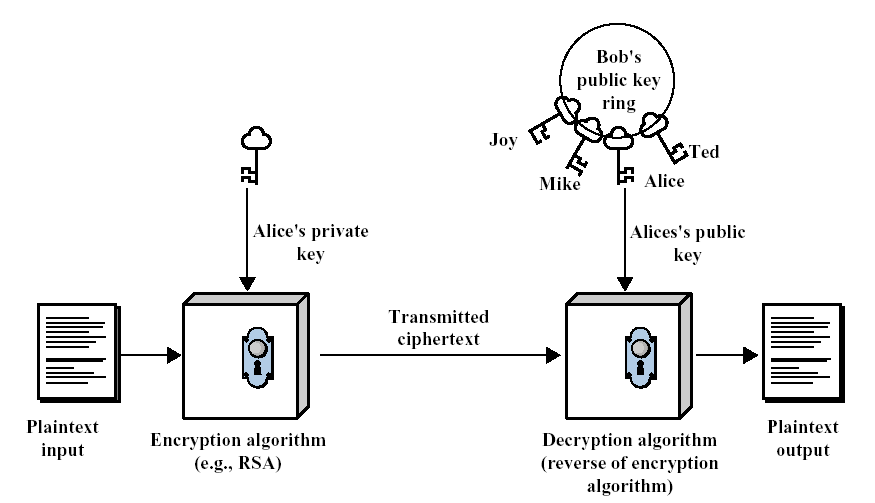 Bob's
public key
ring
Joy
Mike
Alice
Ted
Alice's private
key
Alices's public
key
Transmitted
ciphertext
Plaintext
input
Encryption algorithm
(e.g., RSA)
Decryption algorithm
(reverse of encryption
algorithm)
Plaintext
output